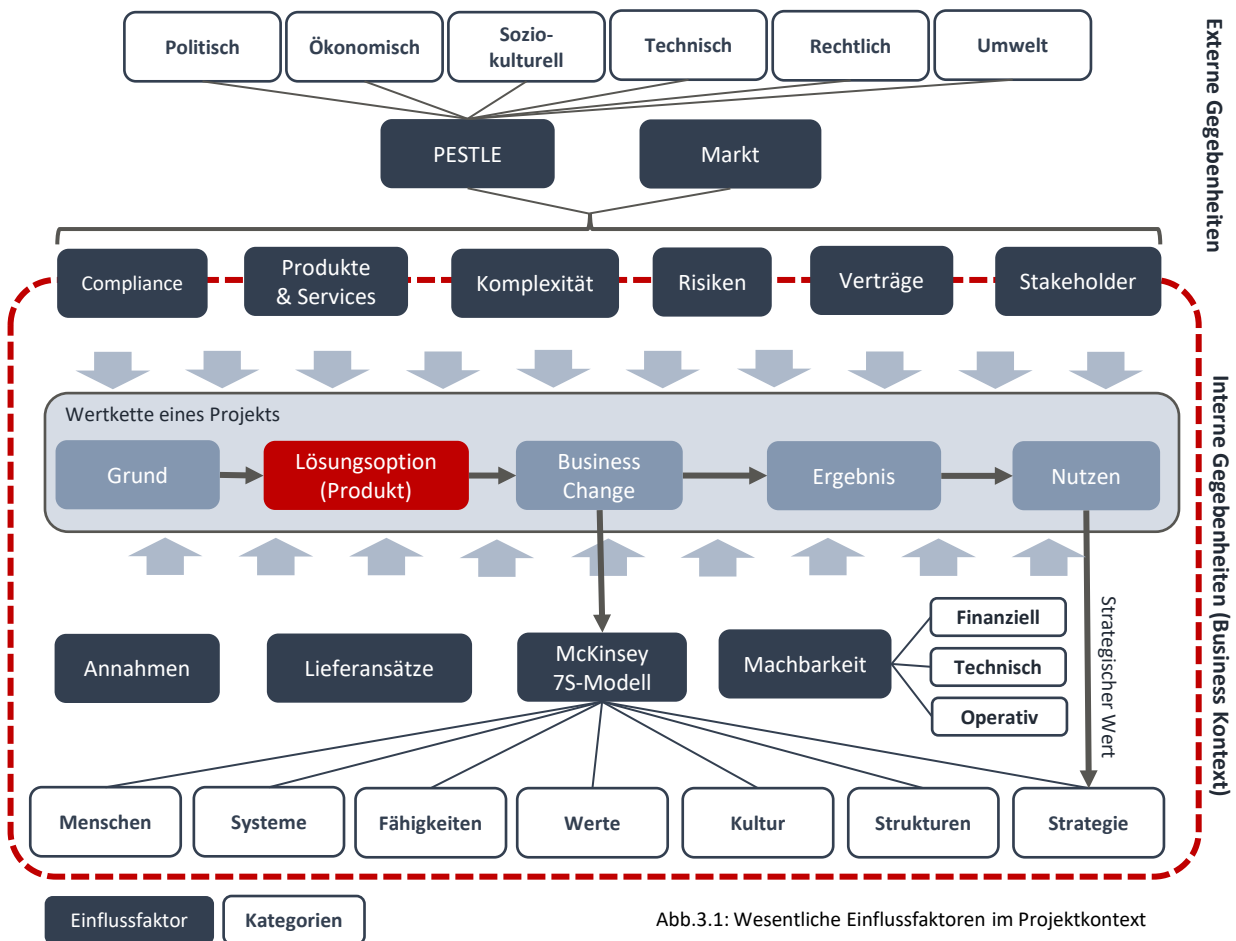 Politisch
Ökonomisch
Sozio-
kulturell
Technisch
Rechtlich
Umwelt
Externe Gegebenheiten
PESTLE
Markt
Compliance
Produkte
& Services
Komplexität
Risiken
Verträge
Stakeholder
Interne Gegebenheiten (Business Kontext)
Wertkette eines Projekts
Grund
Lösungsoption
(Produkt)
Business
Change
Ergebnis
Nutzen
Strategischer Wert
Annahmen
Lieferansätze
McKinsey
7S-Modell
Machbarkeit
Finanziell
Technisch
Operativ
Menschen
Systeme
Fähigkeiten
Werte
Kultur
Strukturen
Strategie
Einflussfaktor
Kategorien
Abb.3.1: Wesentliche Einflussfaktoren im Projektkontext